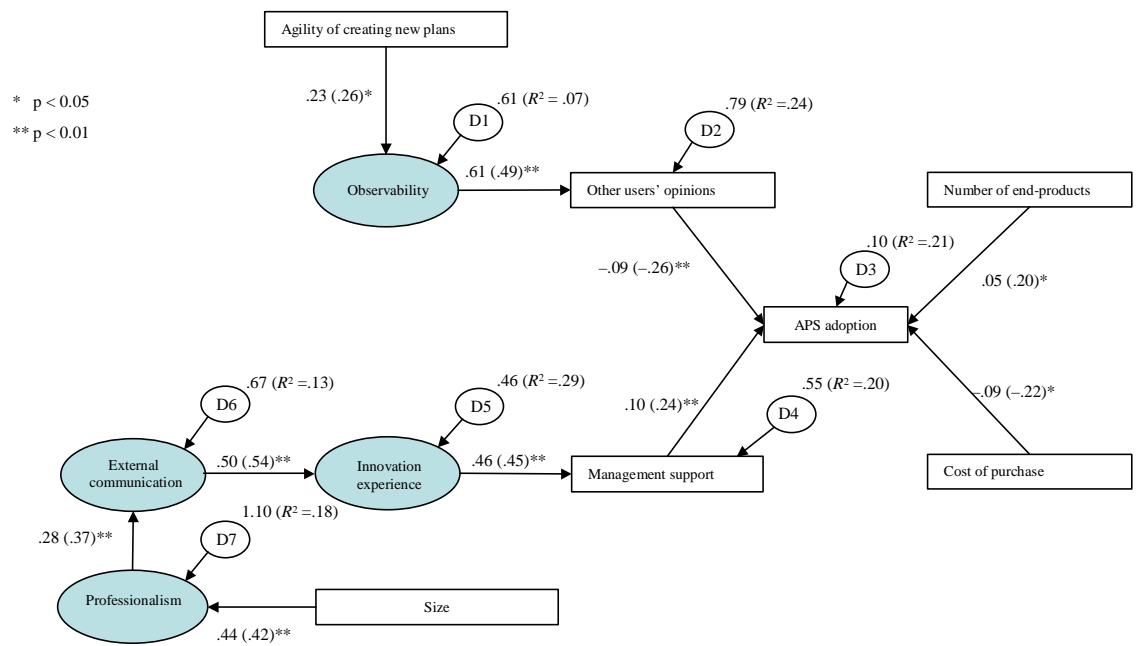 Agility of creating new plans
* p < 0.05
** p < 0.01
.23 (.26)*
.61 (R² = .07)
D1
.79 (R² =.24)
D2
Observability
.61 (.49)**
Other users’ opinions
Number of end-products
–.09 (–.26)**
.10 (R² =.21)
D3
.05 (.20)*
APS adoption
.67 (R² =.13)
D6
.46 (R² =.29)
D5
.10 (.24)**
.55 (R² =.20)
D4
–.09 (–.22)*
External
communication
.50 (.54)**
Innovation
experience
.46 (.45)**
Management support
Cost of purchase
.28 (.37)**
1.10 (R² =.18)
D7
Professionalism
Size
.44 (.42)**